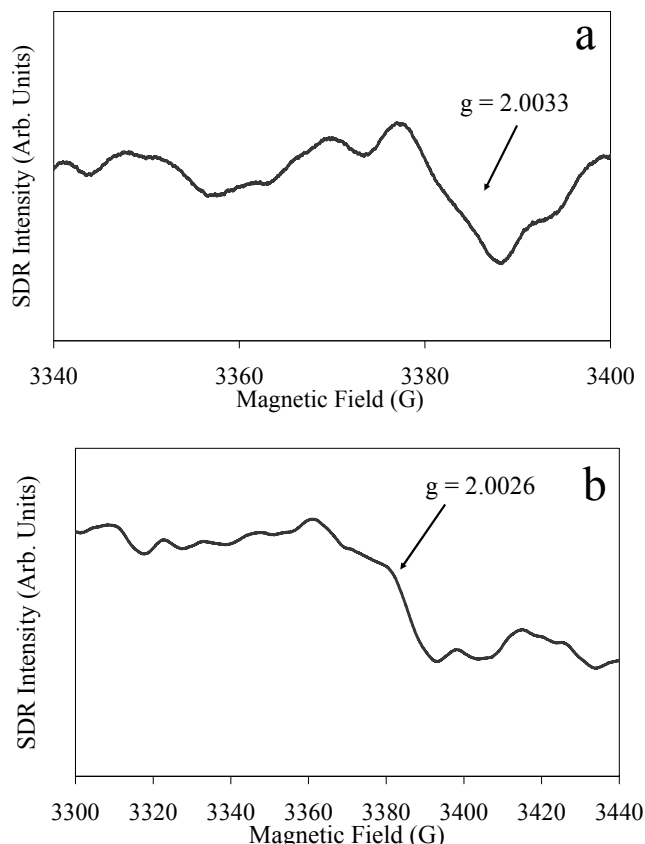 a
g = 2.0033
SDR Intensity (Arb. Units)
3340 3360 3380 3400
Magnetic Field (G)
b
g = 2.0026
SDR Intensity (Arb. Units)
3300 3320 3340 3360 3380 3400 3420 3440
Magnetic Field (G)